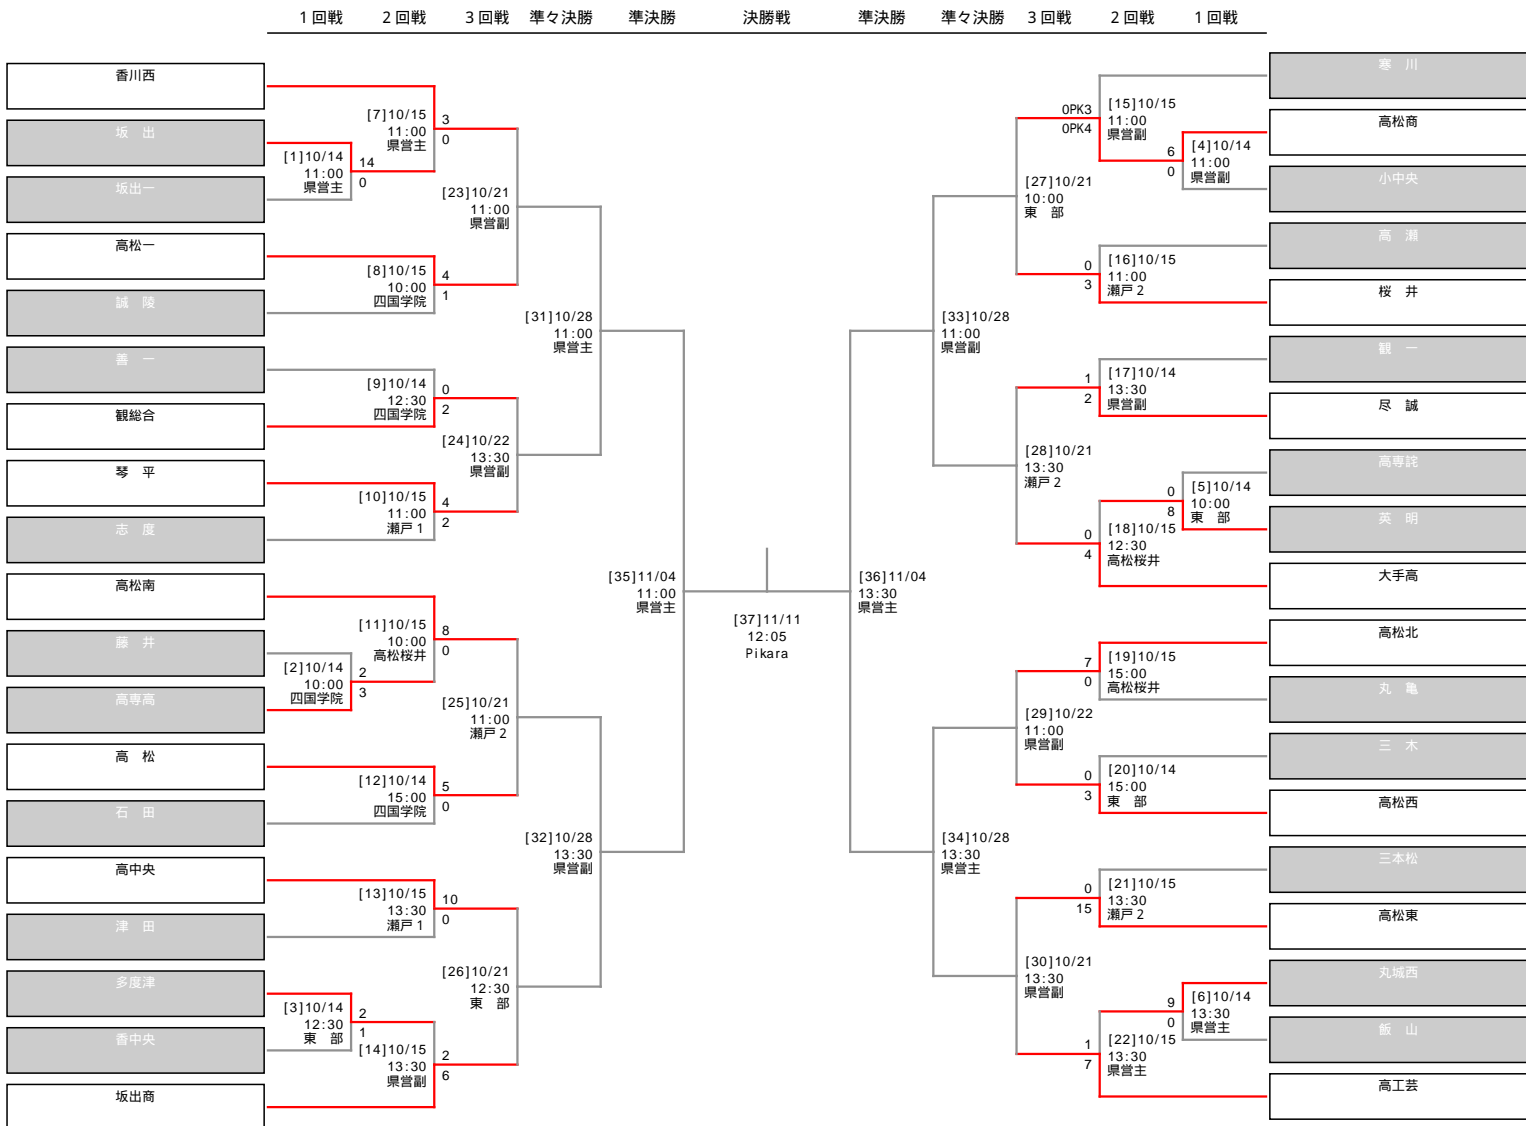 1回戦 2回戦 3回戦 準々決勝 準決勝 決勝戦 準決勝 準々決勝 3回戦 2回戦 1回戦
香川西
坂 出
坂出一
高松一
誠 陵
善 一
観総合
琴 平
志 度
高松南
藤 井
高専高
高 松
石 田
高中央
津 田
多度津
香中央
坂出商
[1]10/14
11:00
県営主
14
0
[2]10/14
10:00
四国学院
2
3
[3]10/14
12:30
東 部
2
1
[7]10/15
11:00
県営主
3
0
[8]10/15
10:00
四国学院
4
1
[9]10/14
12:30
四国学院
0
2
[10]10/15
11:00
瀬戸1
4
2
[11]10/15
10:00
高松桜井
8
0
[12]10/14
15:00
四国学院
5
0
[13]10/15
13:30
瀬戸1
10
0
[14]10/15
13:30
県営副
2
6
[23]10/21
11:00
県営副
[24]10/22
13:30
県営副
[25]10/21
11:00
瀬戸2
[26]10/21
12:30
東 部
[31]10/28
11:00
県営主
[32]10/28
13:30
県営副
[35]11/04
11:00
県営主
[37]11/11
12:05
Pikara
[36]11/04
13:30
県営主
[33]10/28
11:00
県営副
[34]10/28
13:30
県営主
[27]10/21
10:00
東 部
[28]10/21
13:30
瀬戸2
[29]10/22
11:00
県営副
[30]10/21
13:30
県営副
0PK3
0PK4
[15]10/15
11:00
県営副
0
3
[16]10/15
11:00
瀬戸2
1
2
[17]10/14
13:30
県営副
0
4
[18]10/15
12:30
高松桜井
7
0
[19]10/15
15:00
高松桜井
0
3
[20]10/14
15:00
東 部
0
15
[21]10/15
13:30
瀬戸2
1
7
[22]10/15
13:30
県営主
6
0
[4]10/14
11:00
県営副
0
8
[5]10/14
10:00
東 部
9
0
[6]10/14
13:30
県営主
寒 川
高松商
小中央
高 瀬
桜 井
観 一
尽 誠
高専詫
英 明
大手高
高松北
丸 亀
三 木
高松西
三本松
高松東
丸城西
飯 山
高工芸